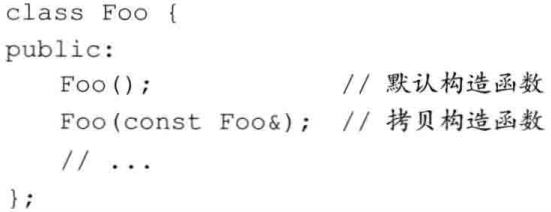 class Foo {
public:
    Foo();                // 默认构造函数
    Foo(const Foo&);  // 拷贝构造函数
    // ...
};